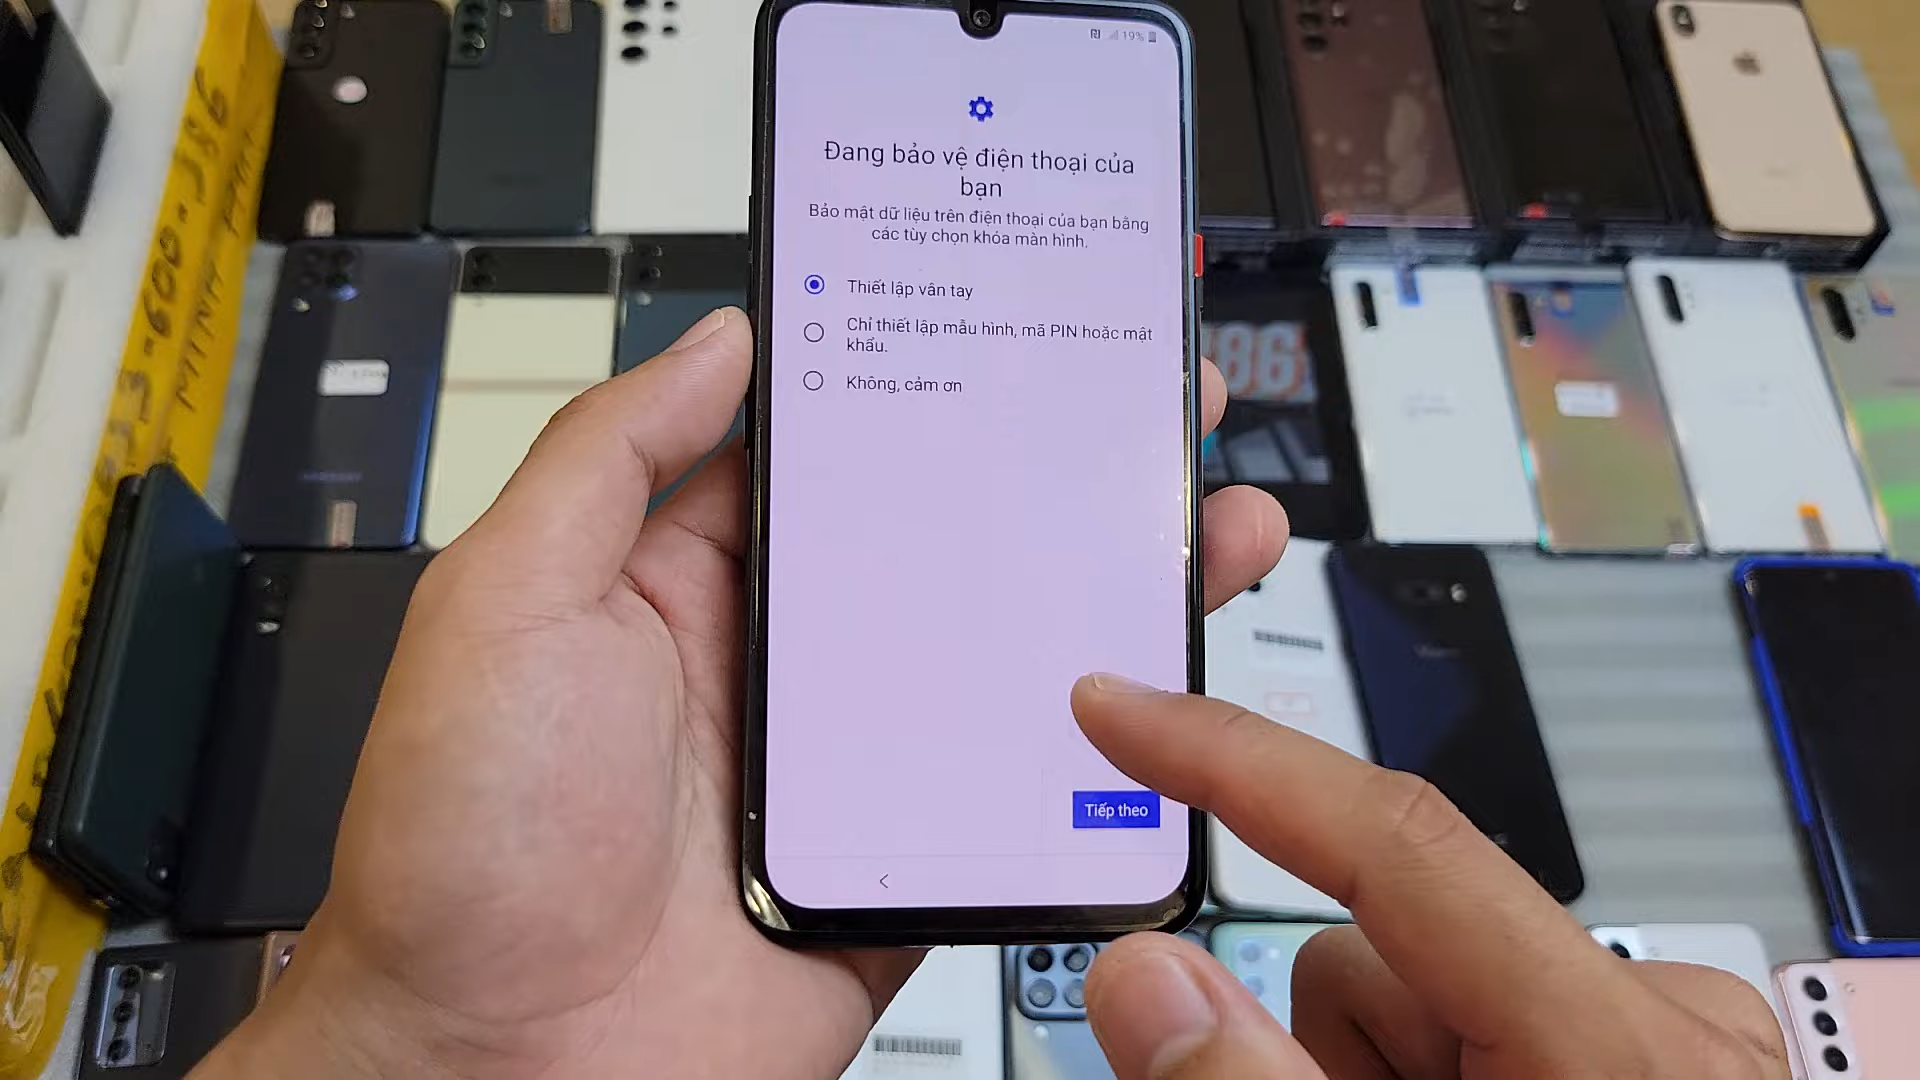 19%
Đang bảo vệ điện thoại của
bạn
Bảo mật dữ liệu trên điện thoại của bạn bằng
các tùy chọn khóa màn hình.
Thiết lập vân tay
Chỉ thiết lập mẫu hình, mã PIN hoặc mật
khẩu.
Không, cảm ơn
Tiếp theo